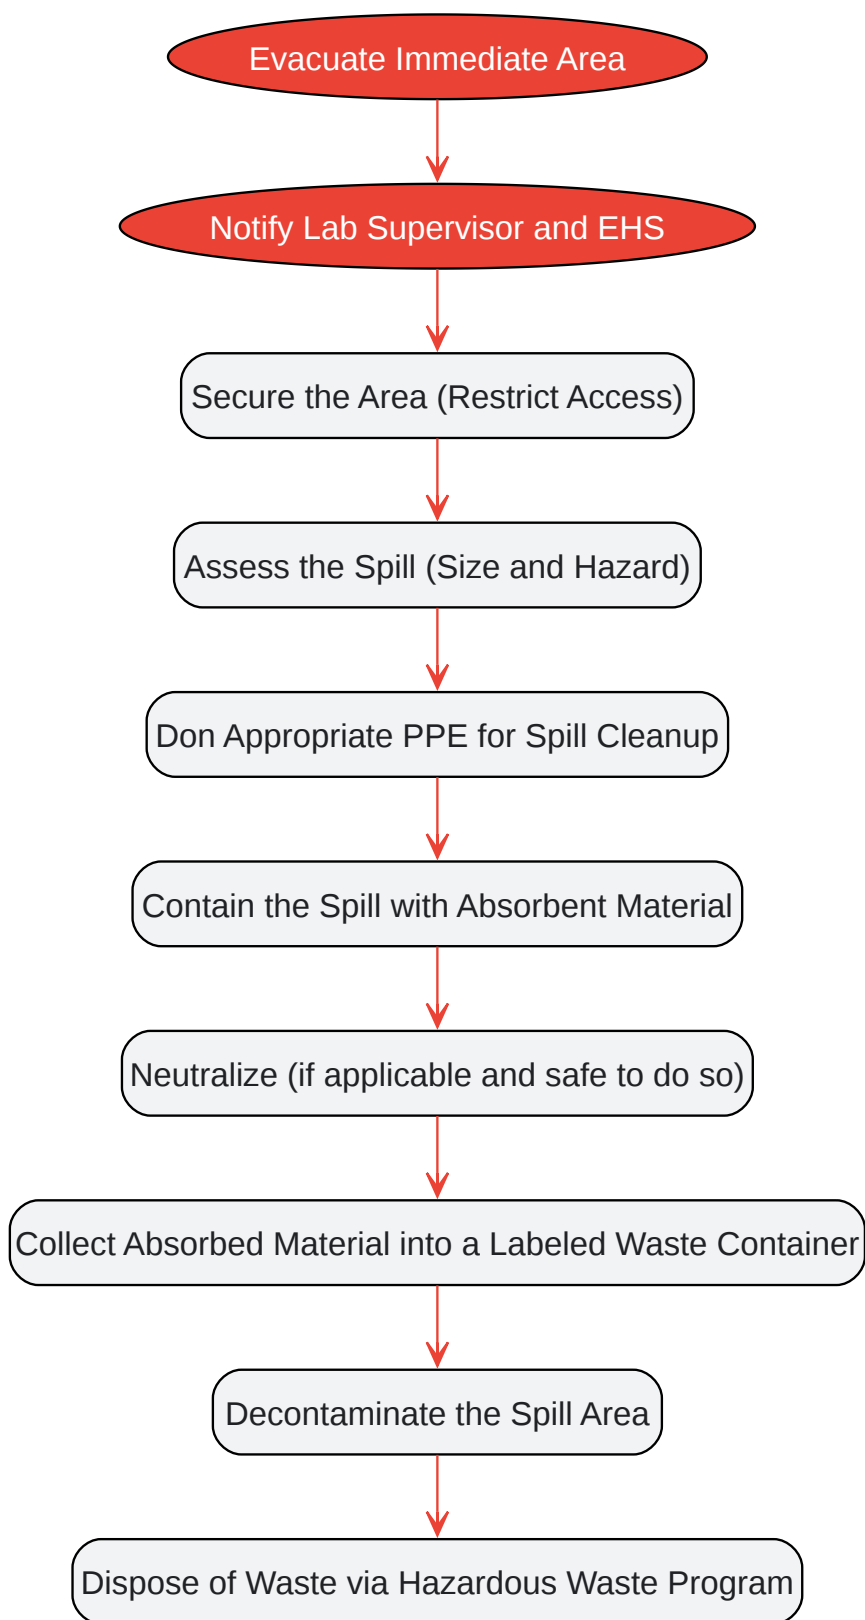 Evacuate Immediate Area
Notify Lab Supervisor and EHS
Secure the Area (Restrict Access)
Assess the Spill (Size and Hazard)
Don Appropriate PPE for Spill Cleanup
Contain the Spill with Absorbent Material
Neutralize (if applicable and safe to do so)
Collect Absorbed Material into a Labeled Waste Container
Decontaminate the Spill Area
Dispose of Waste via Hazardous Waste Program